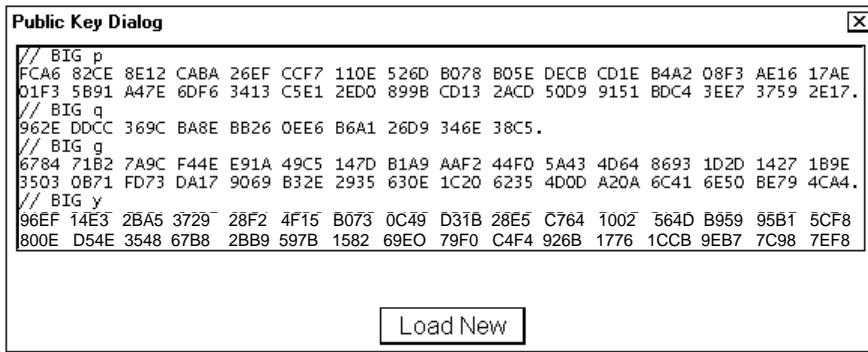 Public Key Dialog
// BIG p
FCA6 82CE 8E12 CABA 26EF CCF7 110E 526D B078 B05E DECB CD1E B4A2 08F3 AE16 17AE
01F3 5B91 A47E 6DF6 3413 C5E1 2ED0 899B CD13 2ACD 50D9 9151 BDC4 3EE7 3759 2E17.
// BIG q
962E DDCC 369C BA8E BB26 0EE6 B6A1 26D9 346E 38C5.
// BIG g
6784 71B2 7A9C F44E E91A 49C5 147D B1A9 AAF2 44F0 5A43 4D64 8693 1D2D 1427 1B9E
3503 0B71 FD73 DA17 9069 B32E 2935 630E 1C20 6235 4D0D A20A 6C41 6E50 BE79 4CA4.
// BIG y
96EF 14E3 2BA5 3729 28F2 4F15 B073 0C49 D31B 28E5 C764 1002 564D B959 95B1 5CF8
800E D54E 3548 67B8 2BB9 597B 1582 69EO 79F0 C4F4 926B 1776 1CCB 9EB7 7C98 7EF8
Load New